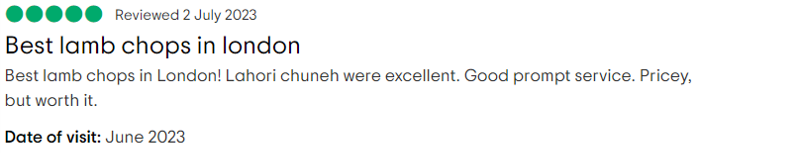 Reviewed 2 July 2023
Best lamb chops in london
Best lamb chops in London! Lahori chuneh were excellent. Good prompt service. Pricey,
but worth it.
Date of visit: June 2023